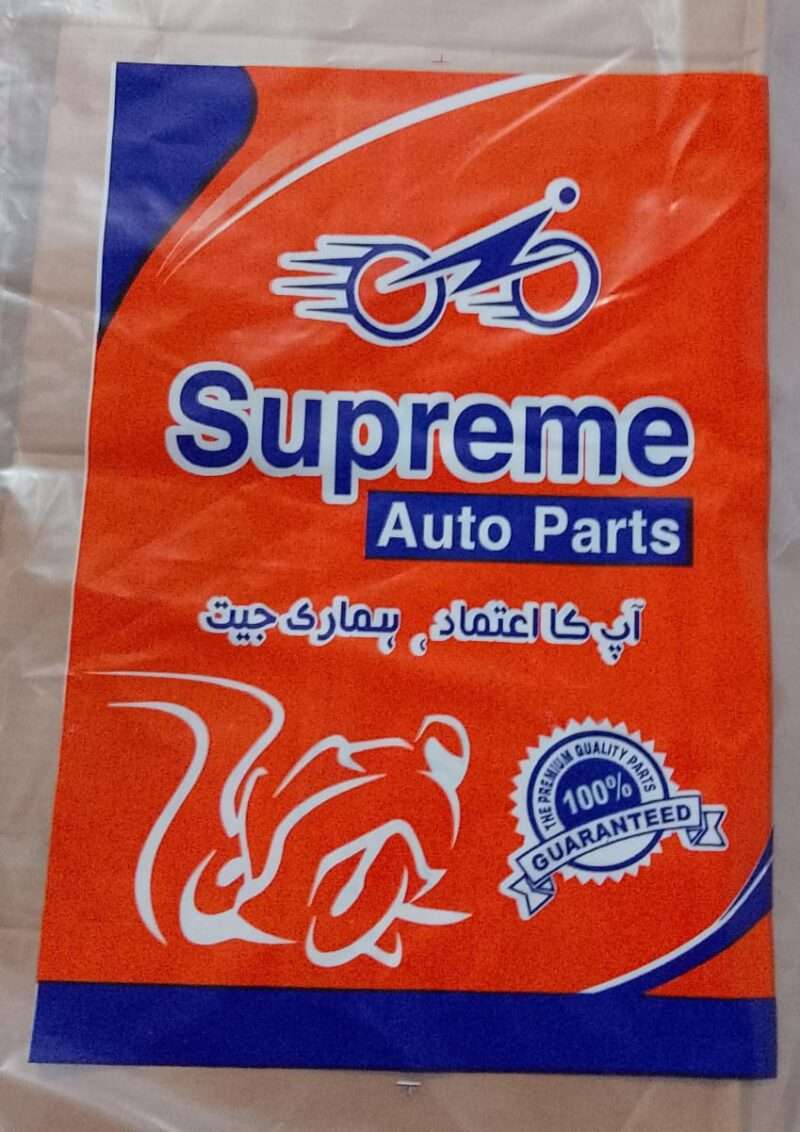 Supreme
Auto Parts
آپ کا اعتماد , ہماری جیت
THE PREMIUM QUALITY PARTS
100%
GUARANTEED